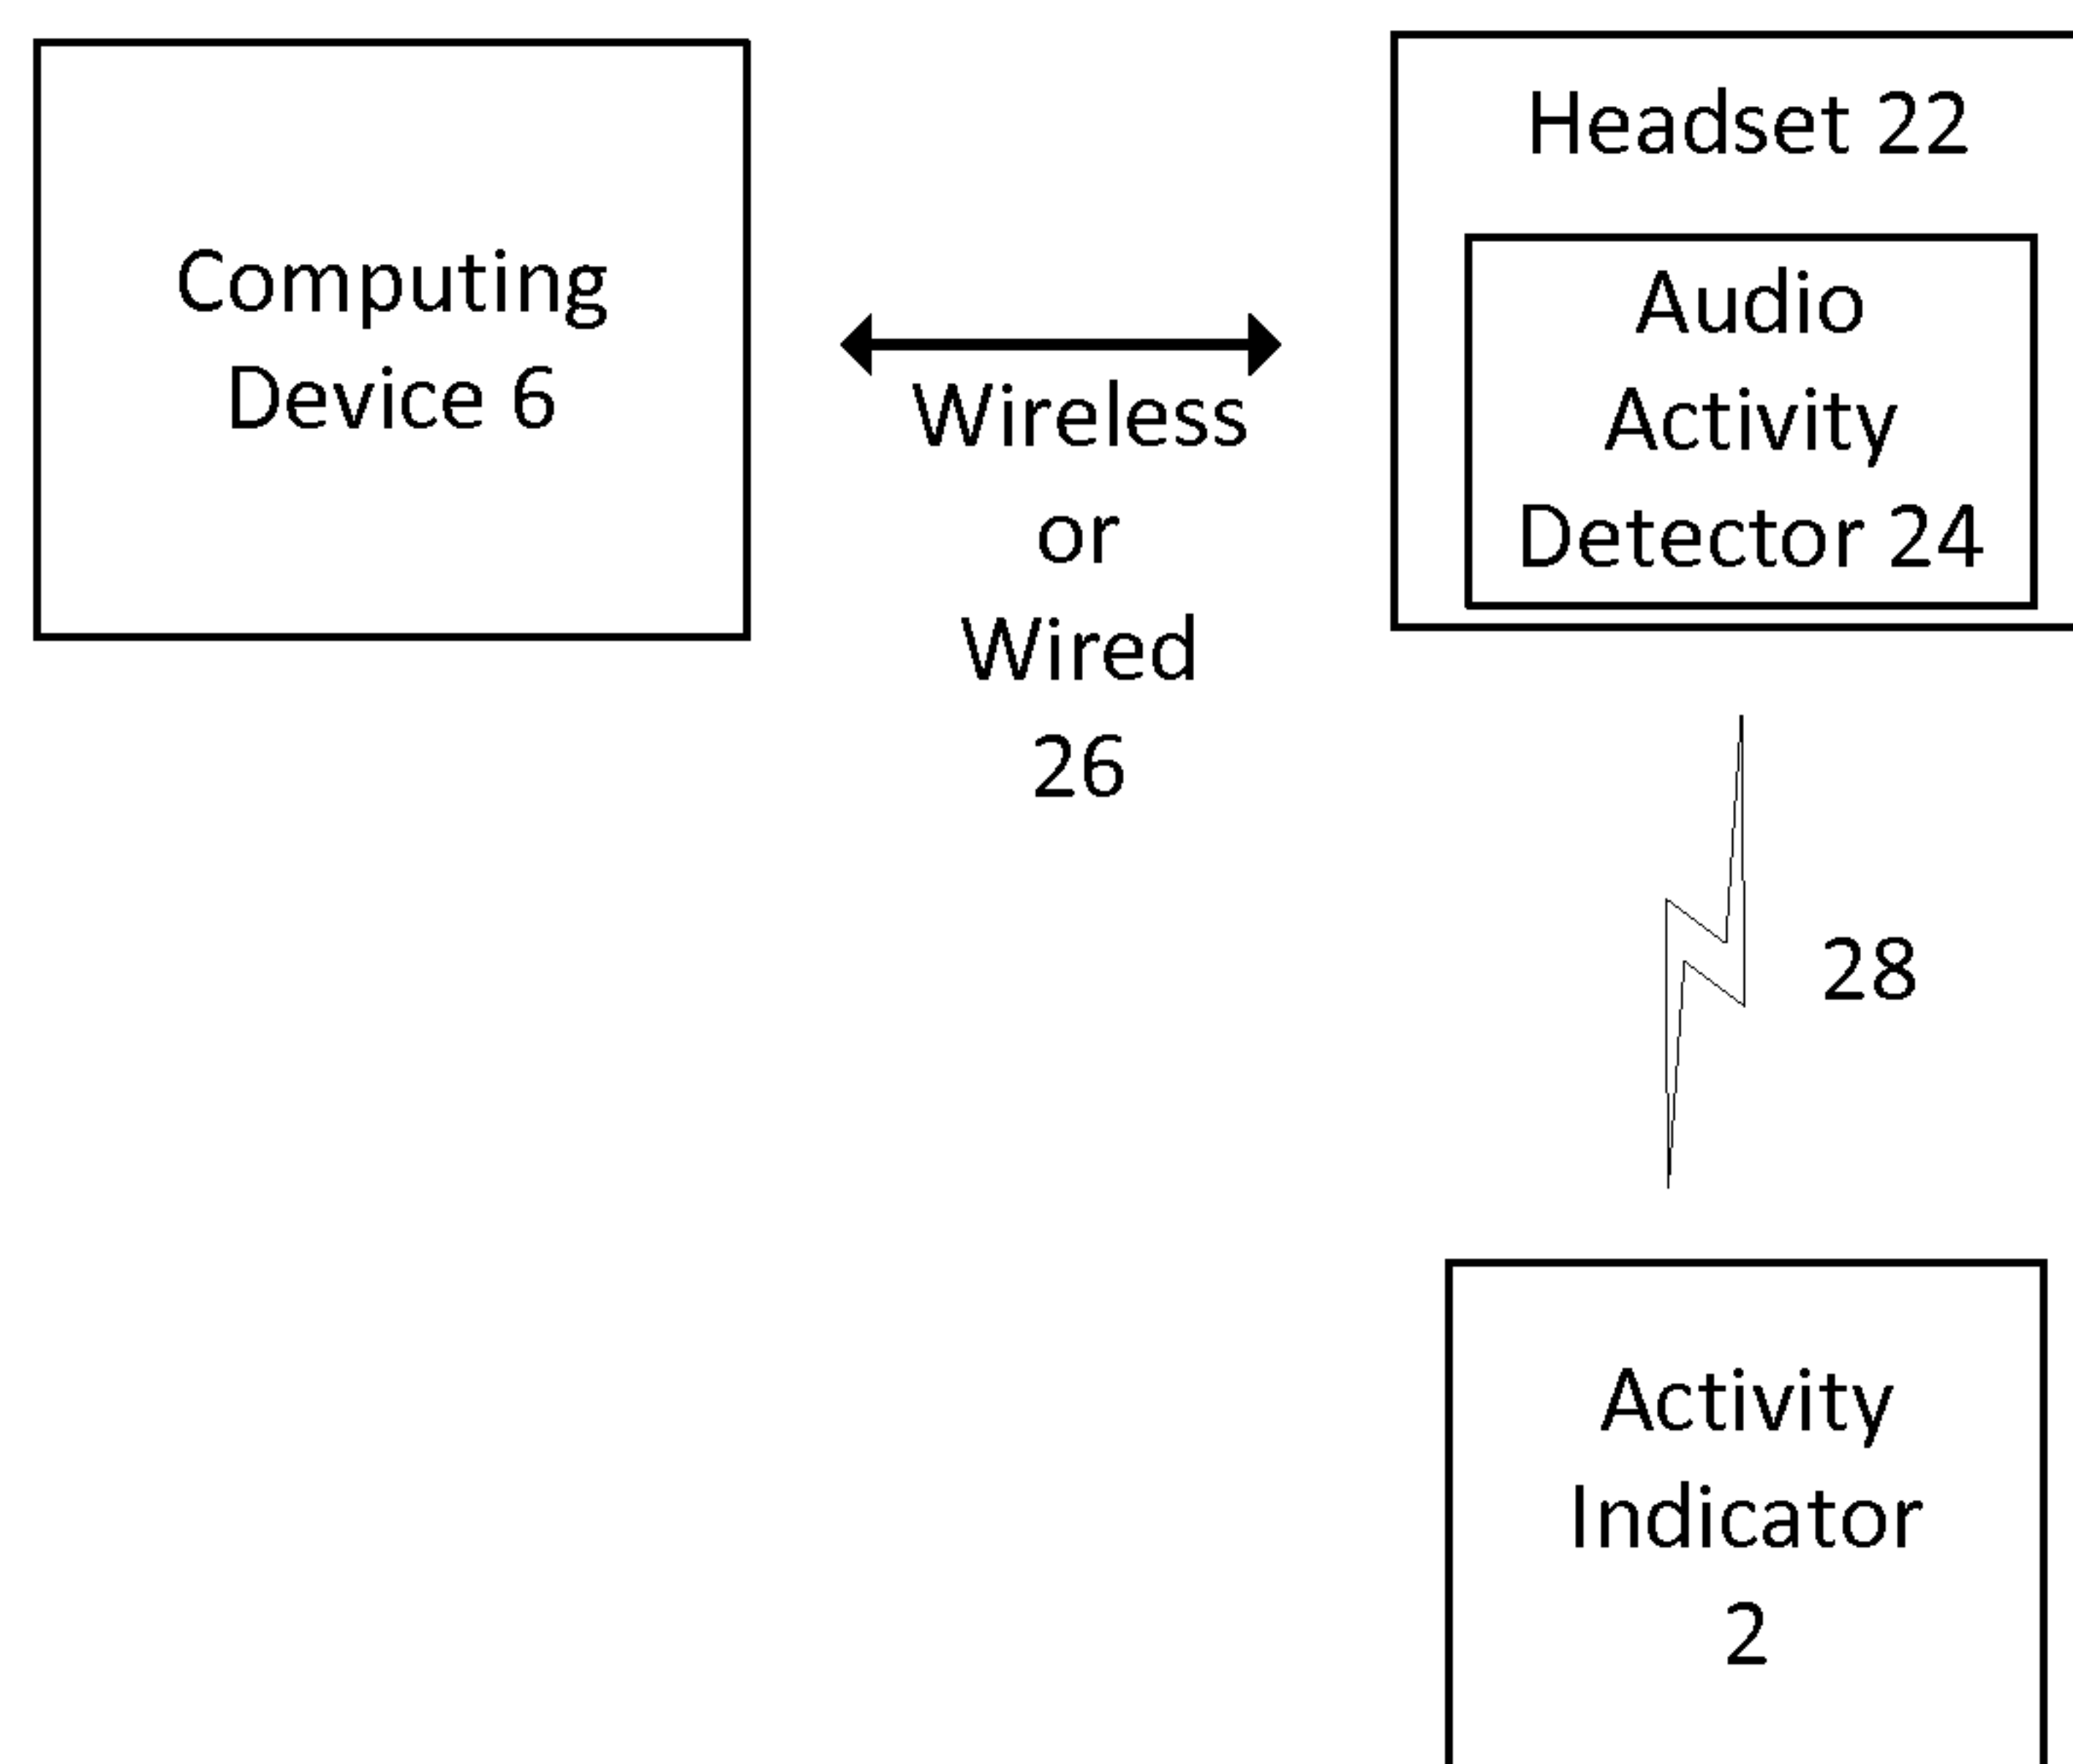 Computing
Device 6
Wireless
or
Wired
26
Headset 22
Audio
Activity
Detector 24
28
Activity
Indicator
2